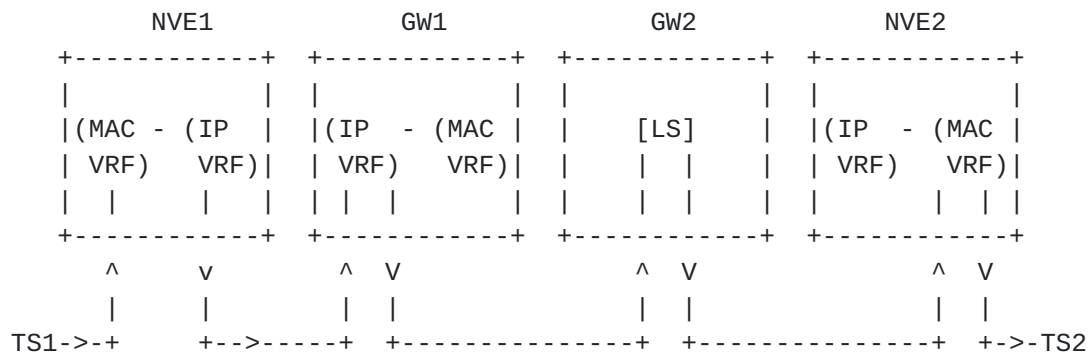 NVE1 GW1 GW2 NVE2
+------------+ +------------+ +------------+ +------------+
| | | | | | | |
|(MAC - (IP | |(IP - (MAC | | [LS] | |(IP - (MAC |
| VRF) VRF)| | VRF) VRF)| | | | | | VRF) VRF)|
| | | | | | | | | | | | | | | |
+------------+ +------------+ +------------+ +------------+
^ v ^ V ^ V ^ V
| | | | | | | |
TS1->-+ +-->-----+ +---------------+ +---------------+ +->-TS2